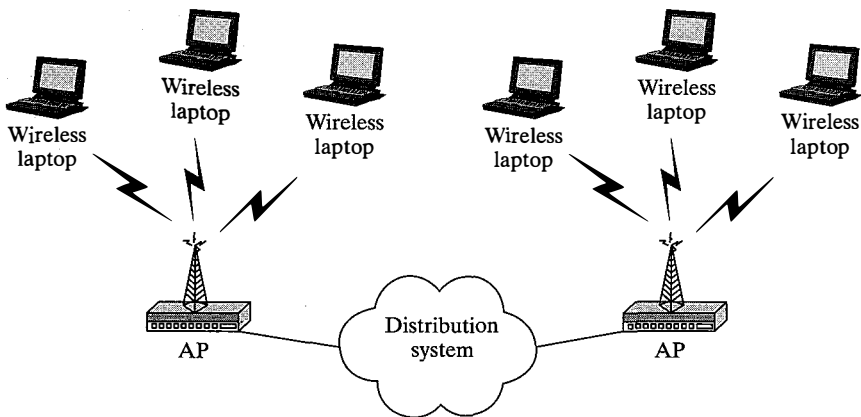 Wireless
laptop
Wireless
laptop
Wireless
laptop
Wireless
laptop
Wireless
laptop
Wireless
laptop
AP
Distribution
system
AP